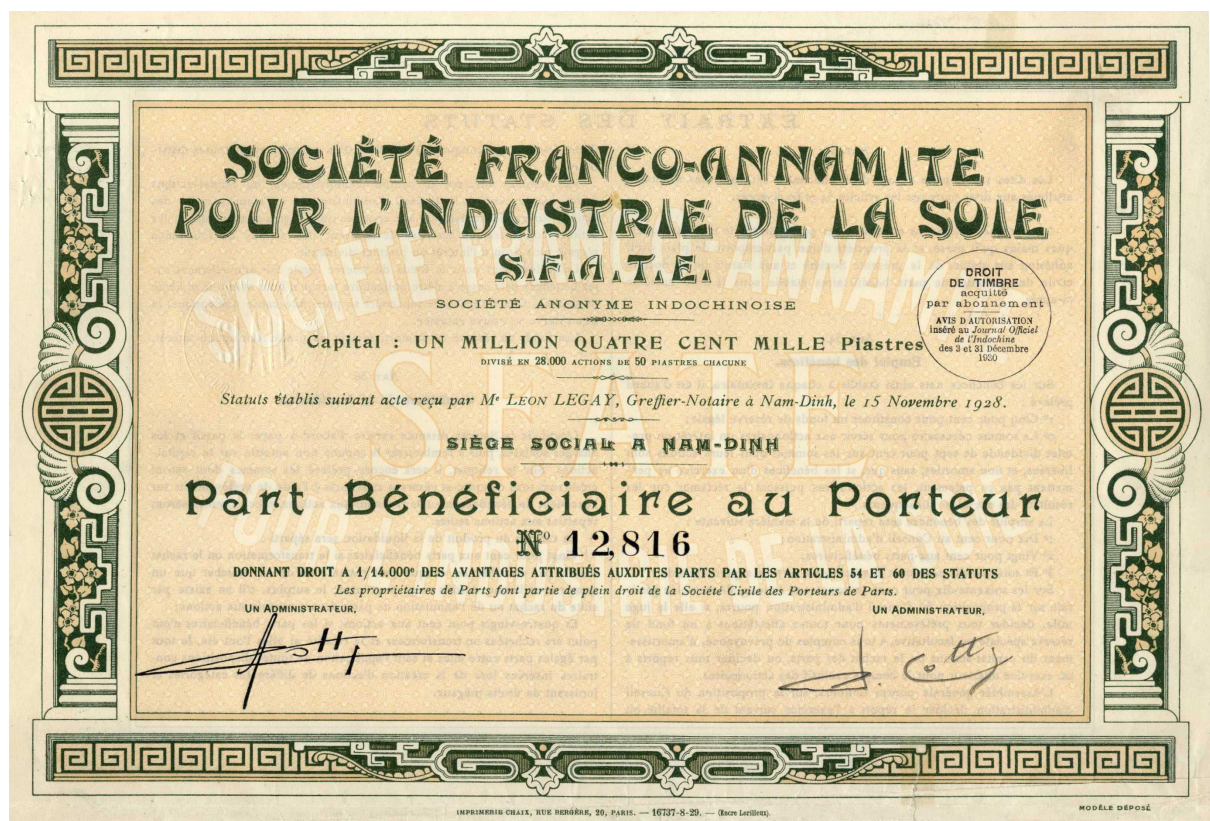 SOCIÉTÉ FRANCO-ANNAMITE
POUR L'INDUSTRIE DE LA SOIE
S.F.A.T.E.
SOCIÉTÉ ANONYME INDOCHINOISE
DROIT
DE TIMBRE
acquitté
par abonnement
AVIS D'AUTORISATION
inséré au Journal Officiel
de l'Indochine
des 3 et 31 Décembre
1930
Capital : UN MILLION QUATRE CENT MILLE Piastres
DIVISÉ EN 28.000 ACTIONS DE 50 PIASTRES CHACUNE
Statuts établis suivant acte reçu par Me LÉON LEGAY, Greffier-Notaire à Nam-Dinh, le 15 Novembre 1928.
SIÈGE SOCIAL A NAM-DINH
Part Bénéficiaire au Porteur
No 12,816
DONNANT DROIT A 1/14.000e DES AVANTAGES ATTRIBUÉS AUXDITES PARTS PAR LES ARTICLES 54 ET 60 DES STATUTS
Les propriétaires de Parts font partie de plein droit de la Société Civile des Porteurs de Parts.
UN ADMINISTRATEUR,
UN ADMINISTRATEUR,
IMPRIMERIE CHAIX, RUE BERGÈRE, 20, PARIS. — 16737-8-29. — (Encre Lorilleux).
MODÈLE DÉPOSÉ